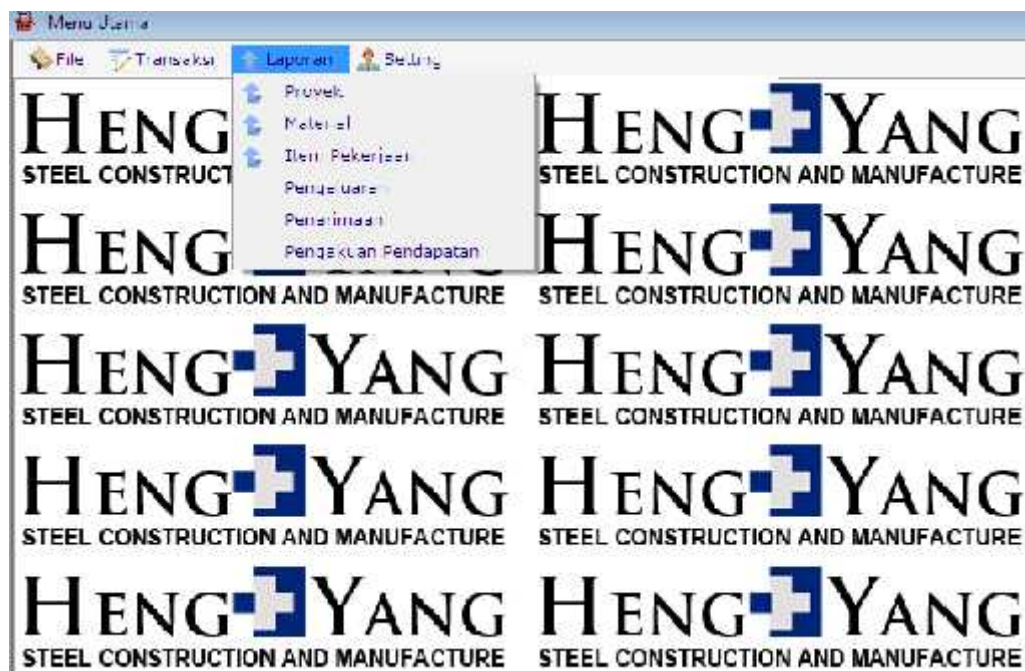 Menu Utama
File Transaksi Laporan Setting
Proyek
Material
Item Pekerjaan
Pengeluaran
Penerimaan
Pengakuan Pendapatan
HENG HENG YANG
STEEL CONSTRUCT STEEL CONSTRUCTION AND MANUFACTURE
HENG YANG HENG YANG
STEEL CONSTRUCTION AND MANUFACTURE STEEL CONSTRUCTION AND MANUFACTURE
HENG YANG HENG YANG
STEEL CONSTRUCTION AND MANUFACTURE STEEL CONSTRUCTION AND MANUFACTURE
HENG YANG HENG YANG
STEEL CONSTRUCTION AND MANUFACTURE STEEL CONSTRUCTION AND MANUFACTURE
HENG YANG HENG YANG
STEEL CONSTRUCTION AND MANUFACTURE STEEL CONSTRUCTION AND MANUFACTURE